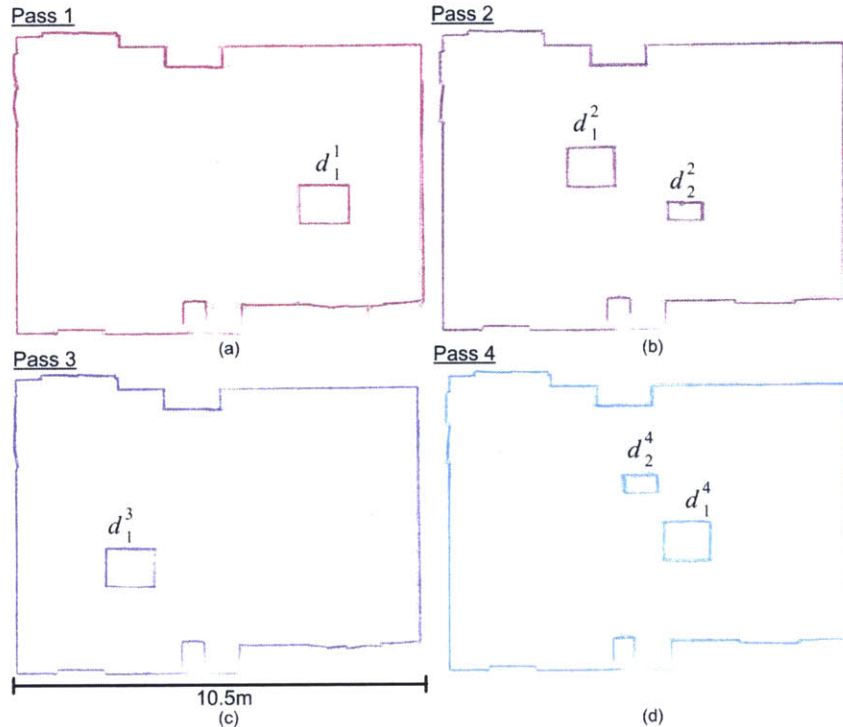 Pass 1
Pass 2
d_1^1
d_1^2
d_2^2
(a)
(b)
Pass 3
Pass 4
d_2^4
d_1^4
d_1^3
10.5m
(c)
(d)